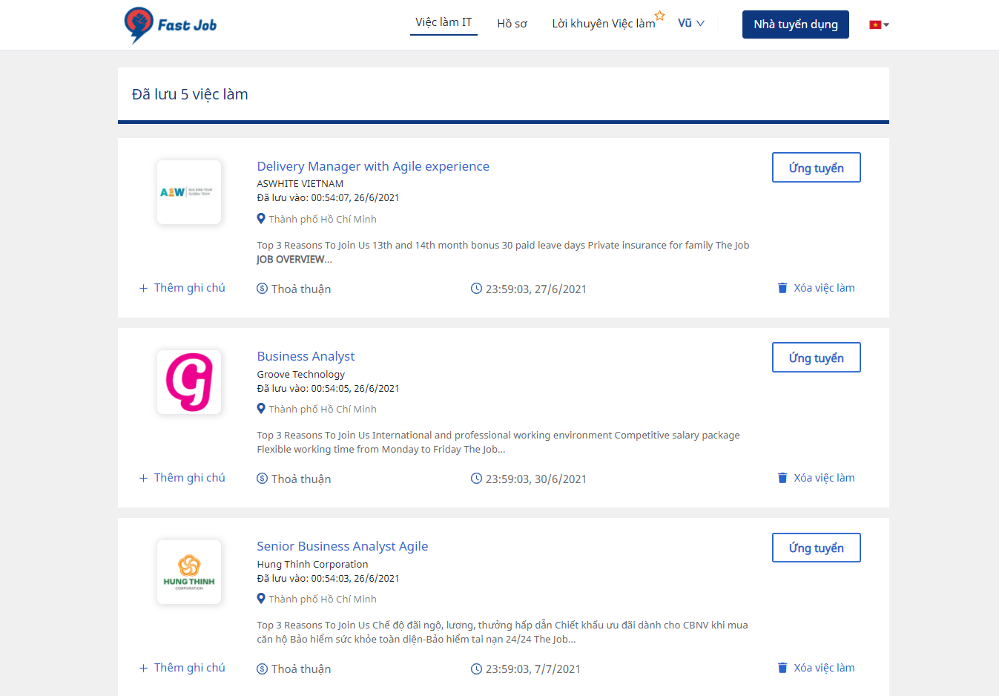 Fast Job
Việc làm IT
Hồ sơ
Lời khuyên Việc làm
Vũ
Nhà tuyển dụng
Đã lưu 5 việc làm
ASW BUILDING YOUR
GLOBAL TEAM
Delivery Manager with Agile experience
Ứng tuyển
ASWHITE VIETNAM
Đã lưu vào: 00:54:07, 26/6/2021
Thành phố Hồ Chí Minh
Top 3 Reasons To Join Us 13th and 14th month bonus 30 paid leave days Private insurance for family The Job
JOB OVERVIEW...
+ Thêm ghi chú
Thoả thuận
23:59:03, 27/6/2021
Xóa việc làm
Business Analyst
Ứng tuyển
Groove Technology
Đã lưu vào: 00:54:05, 26/6/2021
Thành phố Hồ Chí Minh
Top 3 Reasons To Join Us International and professional working environment Competitive salary package
Flexible working time from Monday to Friday The Job...
+ Thêm ghi chú
Thoả thuận
23:59:03, 30/6/2021
Xóa việc làm
HUNG THINH
CORPORATION
Senior Business Analyst Agile
Ứng tuyển
Hung Thinh Corporation
Đã lưu vào: 00:54:03, 26/6/2021
Thành phố Hồ Chí Minh
Top 3 Reasons To Join Us Chế độ đãi ngộ, lương, thưởng hấp dẫn Chiết khấu ưu đãi dành cho CBNV khi mua
căn hộ Bảo hiểm sức khỏe toàn diện-Bảo hiểm tai nạn 24/24 The Job...
+ Thêm ghi chú
Thoả thuận
23:59:03, 7/7/2021
Xóa việc làm